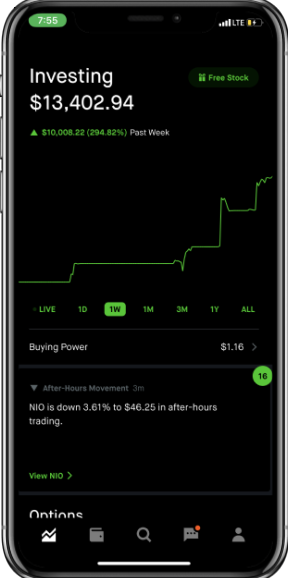 7:55
LTE
Investing
Free Stock
$13,402.94
$10,008.22 (294.82%) Past Week
LIVE 1D 1W 1M 3M 1Y ALL
Buying Power $1.16
16
After-Hours Movement 3m
NIO is down 3.61% to $46.25 in after-hours
trading.
View NIO
Options